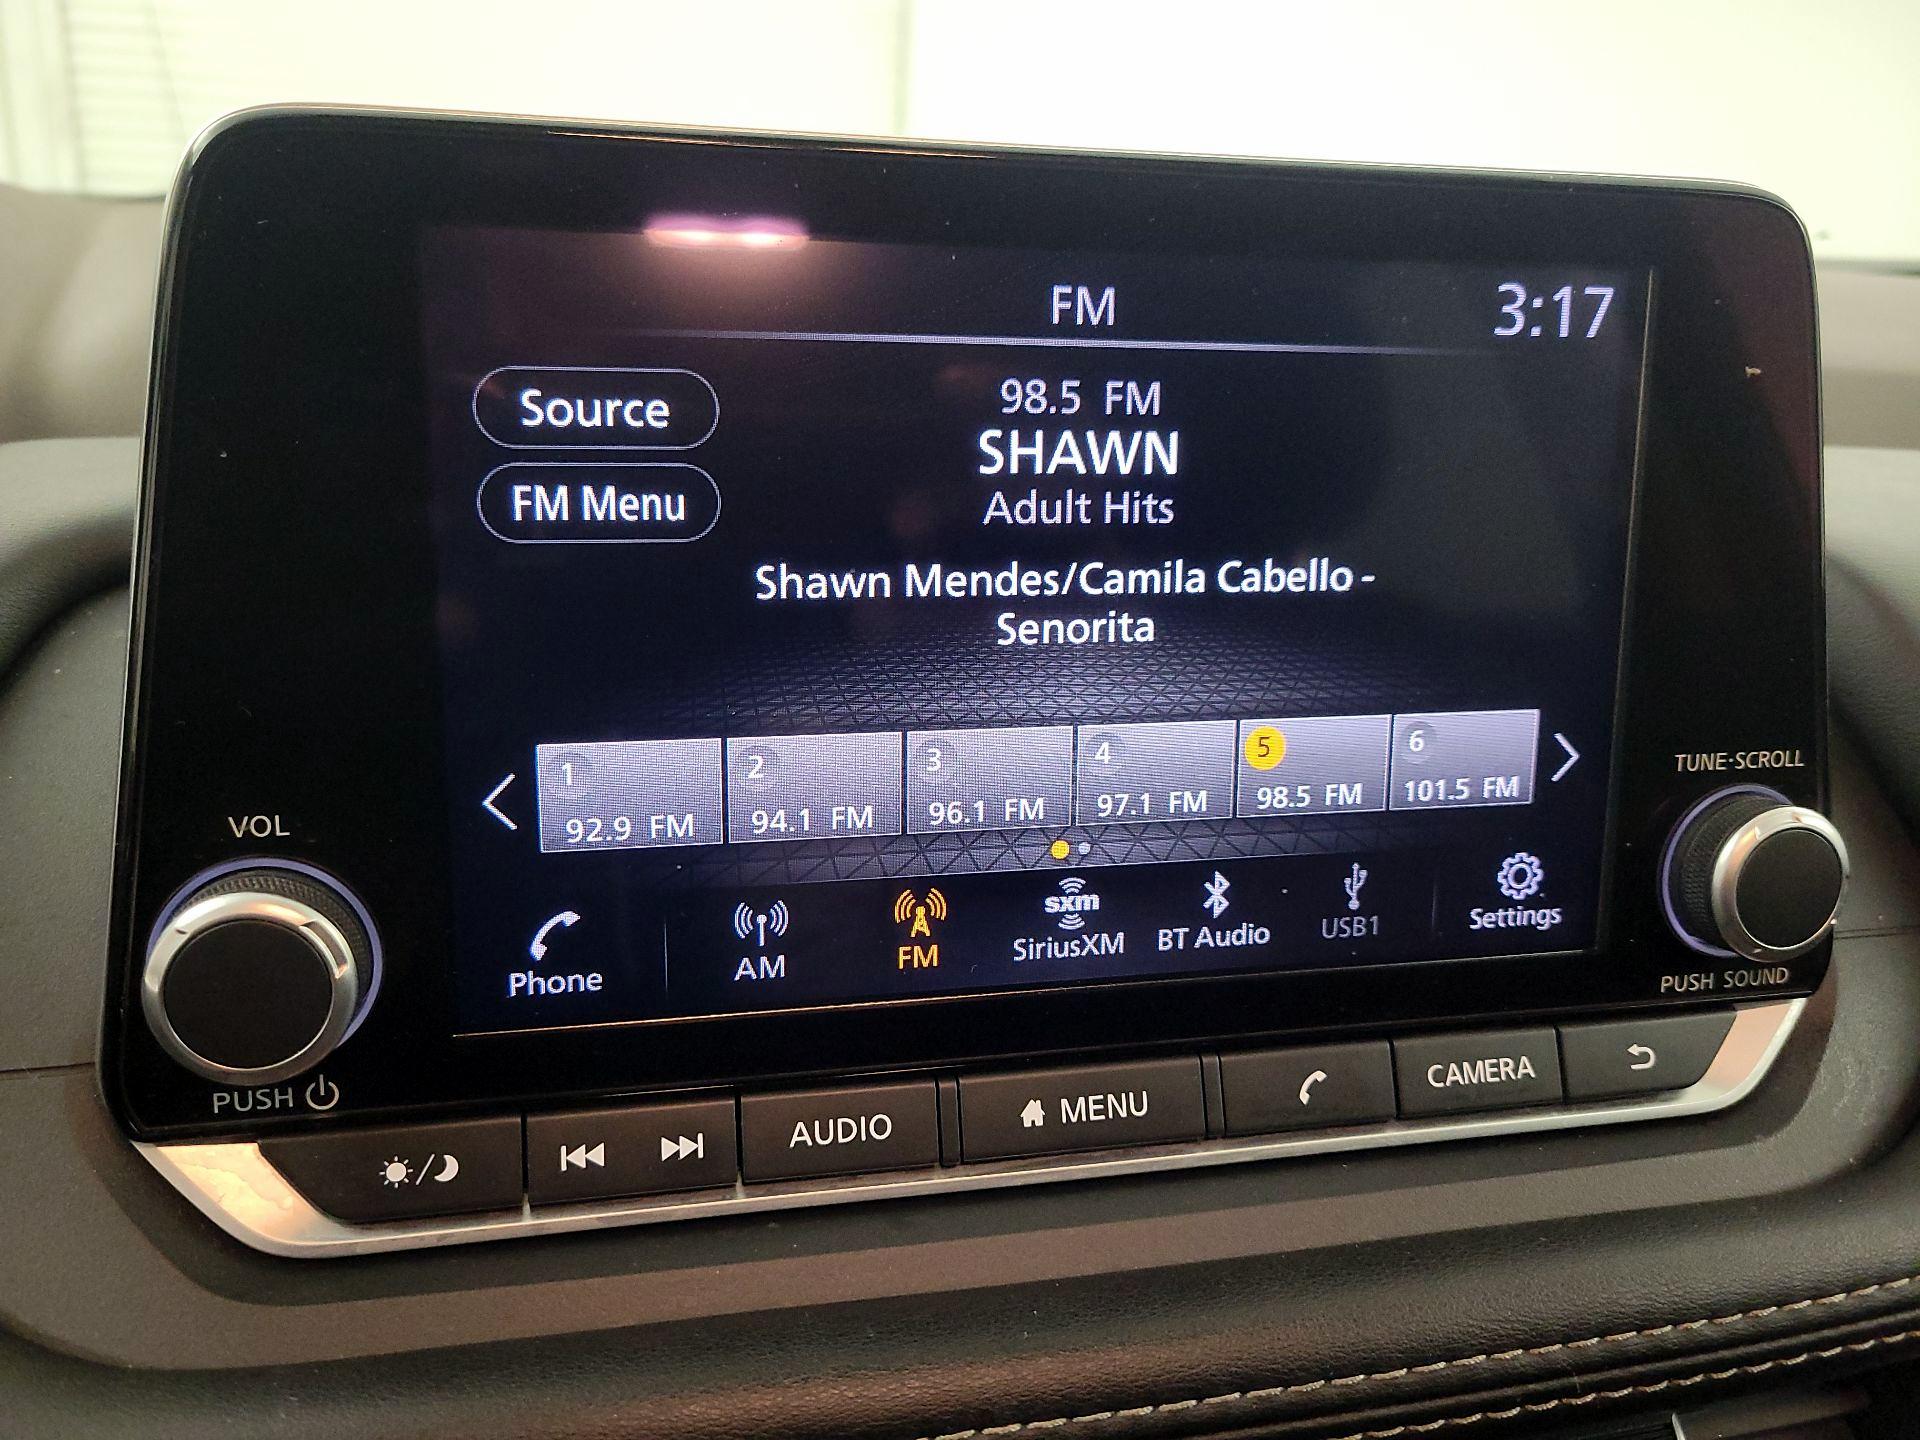 FM
3:17
Source
98.5 FM
SHAWN
FM Menu
Adult Hits
Shawn Mendes/Camila Cabello -
Senorita
1
92.9 FM
2
94.1 FM
3
96.1 FM
4
97.1 FM
5
98.5 FM
6
101.5 FM
Phone
AM
FM
sxm
SiriusXM
BT Audio
USB1
Settings
VOL
PUSH
TUNE·SCROLL
PUSH SOUND
AUDIO
MENU
CAMERA